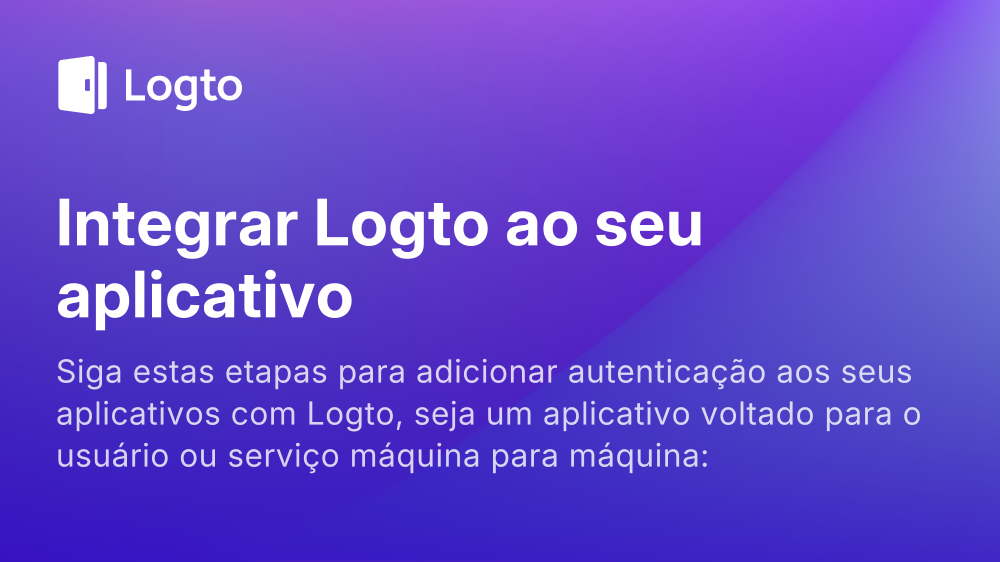 Logto
Integrar Logto ao seu
aplicativo
Siga estas etapas para adicionar autenticação aos seus
aplicativos com Logto, seja um aplicativo voltado para o
usuário ou serviço máquina para máquina: